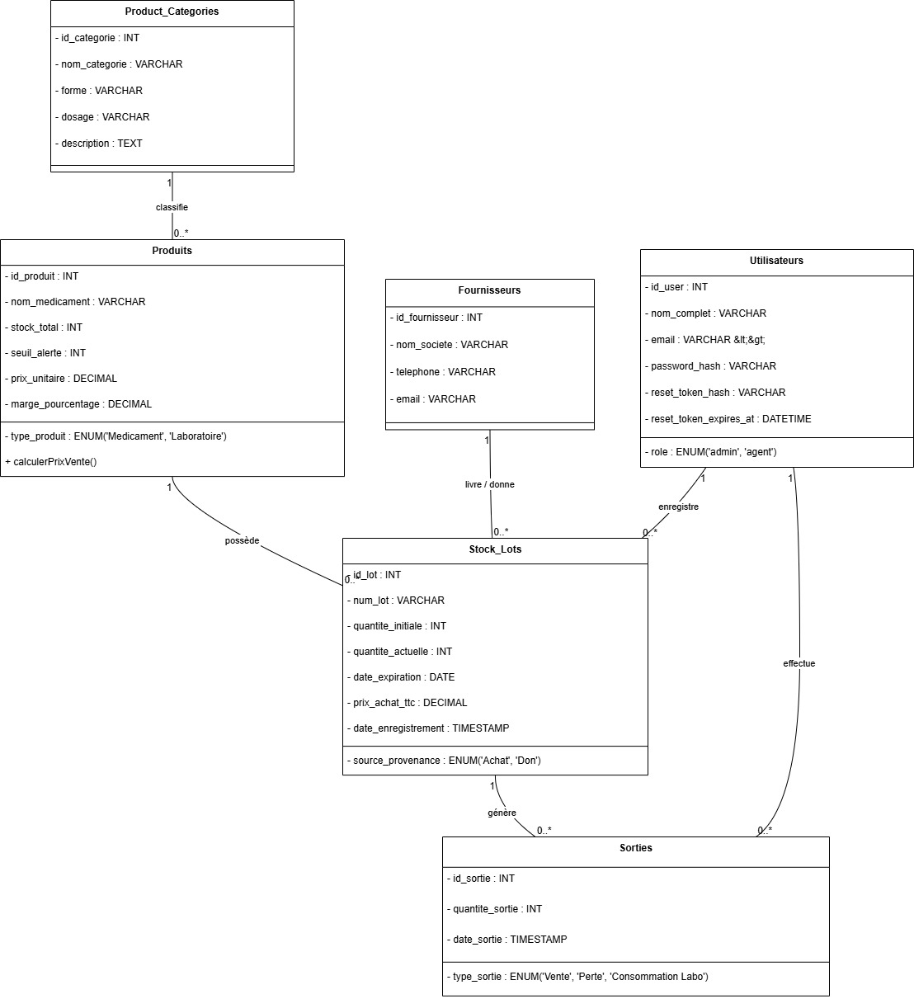 Product_Categories
- id_categorie : INT
- nom_categorie : VARCHAR
- forme : VARCHAR
- dosage : VARCHAR
- description : TEXT
1
classifie
0..*
Produits
- id_produit : INT
- nom_medicament : VARCHAR
- stock_total : INT
- seuil_alerte : INT
- prix_unitaire : DECIMAL
- marge_pourcentage : DECIMAL
- type_produit : ENUM('Medicament', 'Laboratoire')
+ calculerPrixVente()
1
possède
0..*
Fournisseurs
- id_fournisseur : INT
- nom_societe : VARCHAR
- telephone : VARCHAR
- email : VARCHAR
1
livre / donne
0..*
Utilisateurs
- id_user : INT
- nom_complet : VARCHAR
- email : VARCHAR &lt;&gt;
- password_hash : VARCHAR
- reset_token_hash : VARCHAR
- reset_token_expires_at : DATETIME
- role : ENUM('admin', 'agent')
1
enregistre
0..*
1
effectue
0..*
Stock_Lots
- id_lot : INT
- num_lot : VARCHAR
- quantite_initiale : INT
- quantite_actuelle : INT
- date_expiration : DATE
- prix_achat_ttc : DECIMAL
- date_enregistrement : TIMESTAMP
- source_provenance : ENUM('Achat', 'Don')
1
génère
0..*
Sorties
- id_sortie : INT
- quantite_sortie : INT
- date_sortie : TIMESTAMP
- type_sortie : ENUM('Vente', 'Perte', 'Consommation Labo')